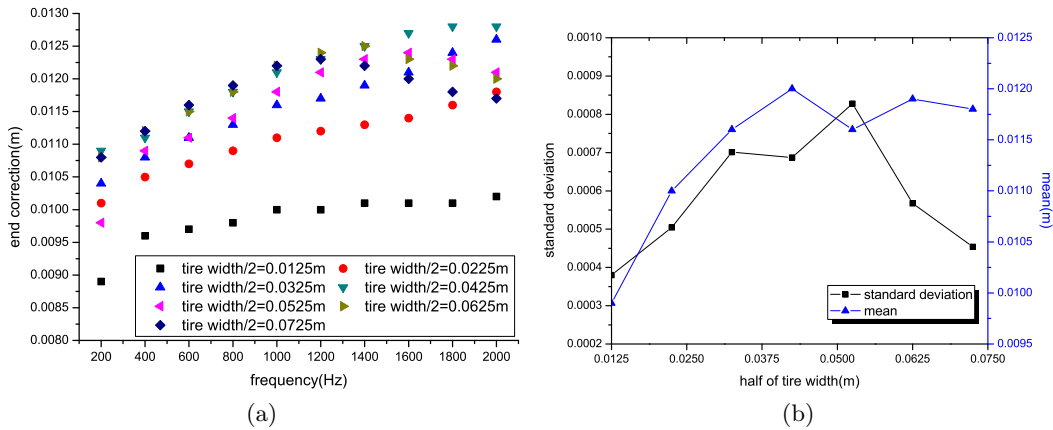 0.0130
0.0125
0.0120
0.0115
0.0110
0.0105
0.0100
0.0095
0.0090
0.0085
0.0080
end correction(m)
tire width/2=0.0125m
tire width/2=0.0225m
tire width/2=0.0325m
tire width/2=0.0425m
tire width/2=0.0525m
tire width/2=0.0625m
tire width/2=0.0725m
200 400 600 800 1000 1200 1400 1600 1800 2000
frequency(Hz)
(a)
0.0010
0.0009
0.0008
0.0007
0.0006
0.0005
0.0004
0.0003
0.0002
standard deviation
standard deviation
mean
0.0125
0.0120
0.0115
0.0110
0.0105
0.0100
0.0095
mean(m)
0.0125 0.0250 0.0375 0.0500 0.0625 0.0750
half of tire width(m)
(b)